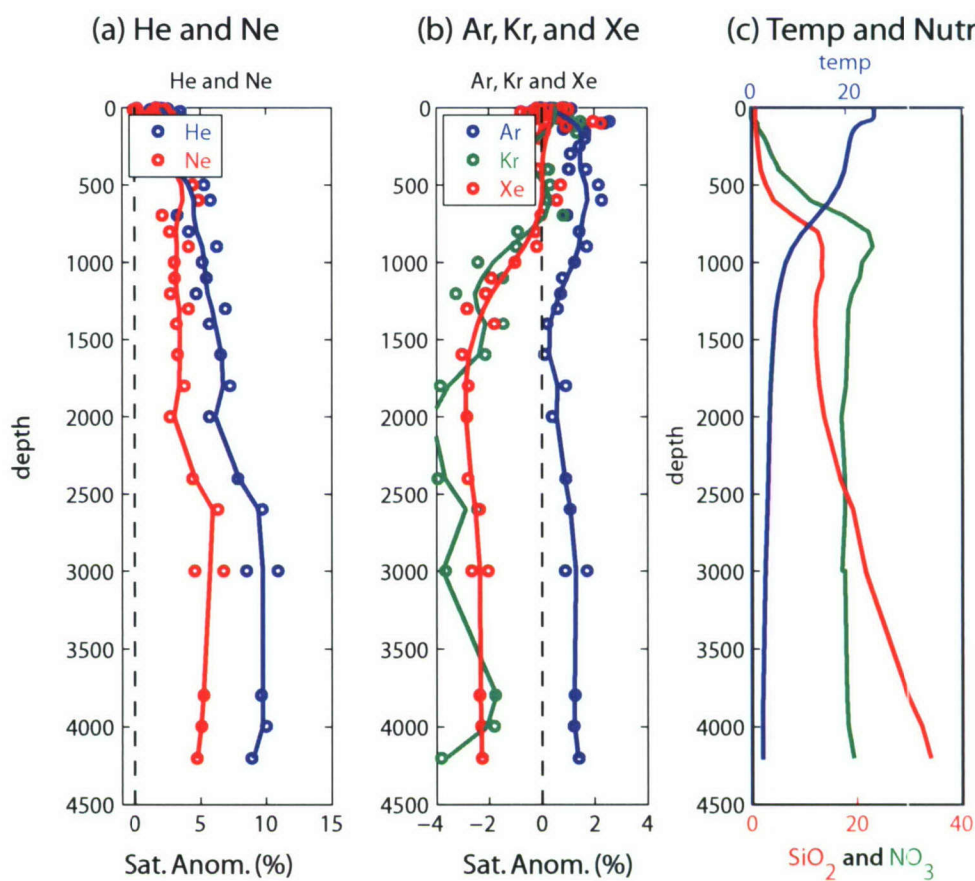 (a) He and Ne
(b) Ar, Kr, and Xe
(c) Temp and Nutr
He and Ne
Ar, Kr and Xe
temp
0 20
0
500
1000
1500
2000
2500
3000
3500
4000
4500
depth
He
Ne
0 5 10 15
Sat. Anom. (%)
0
500
1000
1500
2000
2500
3000
3500
4000
4500
Ar
Kr
Xe
−4 −2 0 2 4
Sat. Anom. (%)
0
500
1000
1500
2000
2500
3000
3500
4000
4500
depth
0 20 40
SiO2 and NO3